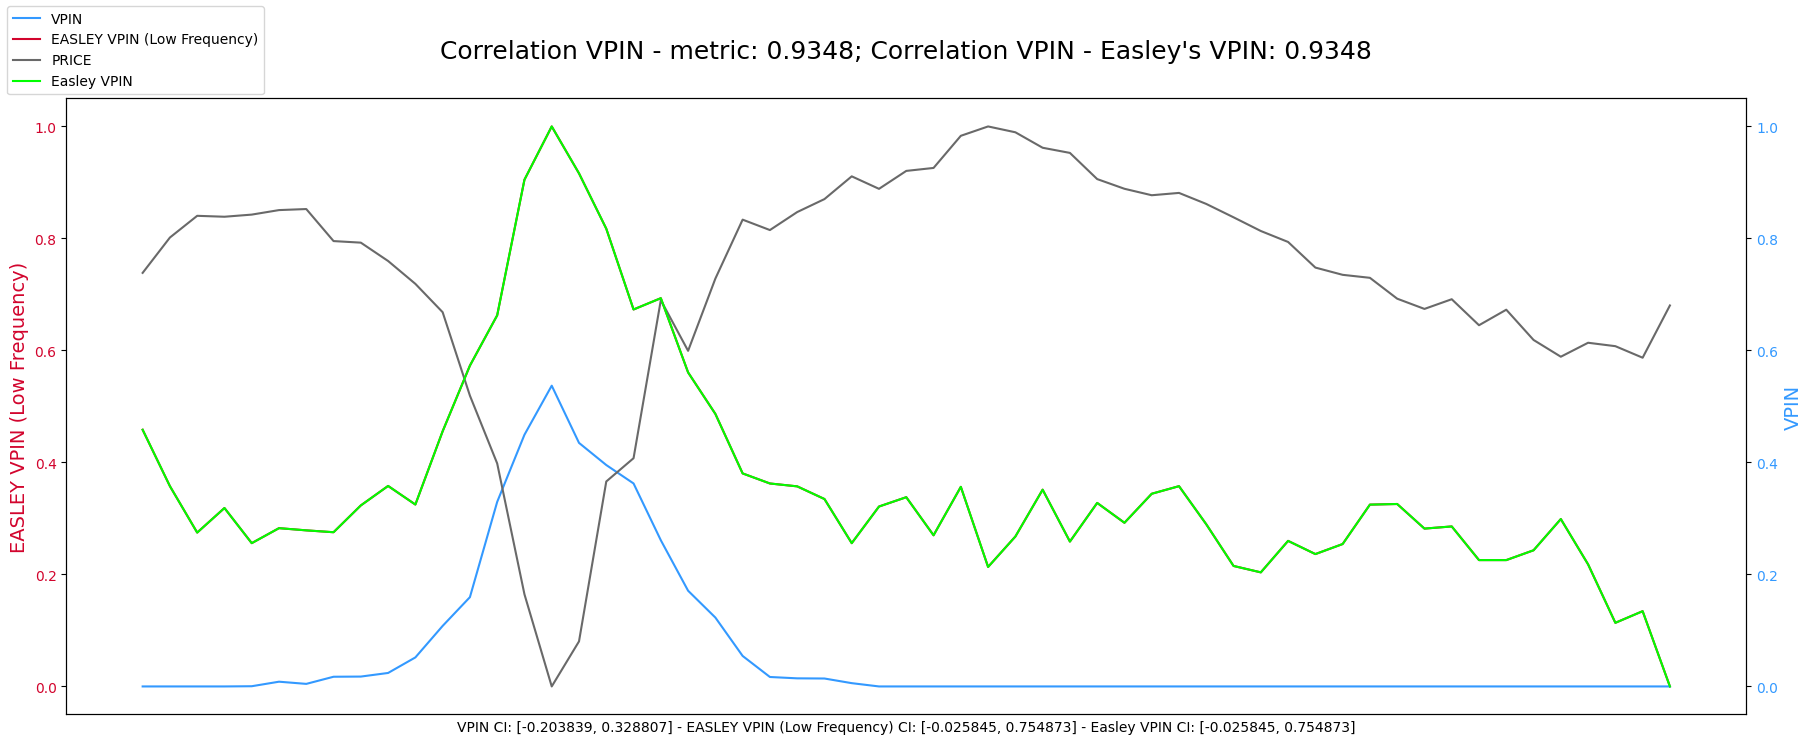 VPIN
EASLEY VPIN (Low Frequency)
PRICE
Easley VPIN
Correlation VPIN - metric: 0.9348; Correlation VPIN - Easley's VPIN: 0.9348
EASLEY VPIN (Low Frequency)
1.0
0.8
0.6
0.4
0.2
0.0
1.0
0.8
0.6
0.4
0.2
0.0
VPIN
VPIN CI: [-0.203839, 0.328807] - EASLEY VPIN (Low Frequency) CI: [-0.025845, 0.754873] - Easley VPIN CI: [-0.025845, 0.754873]